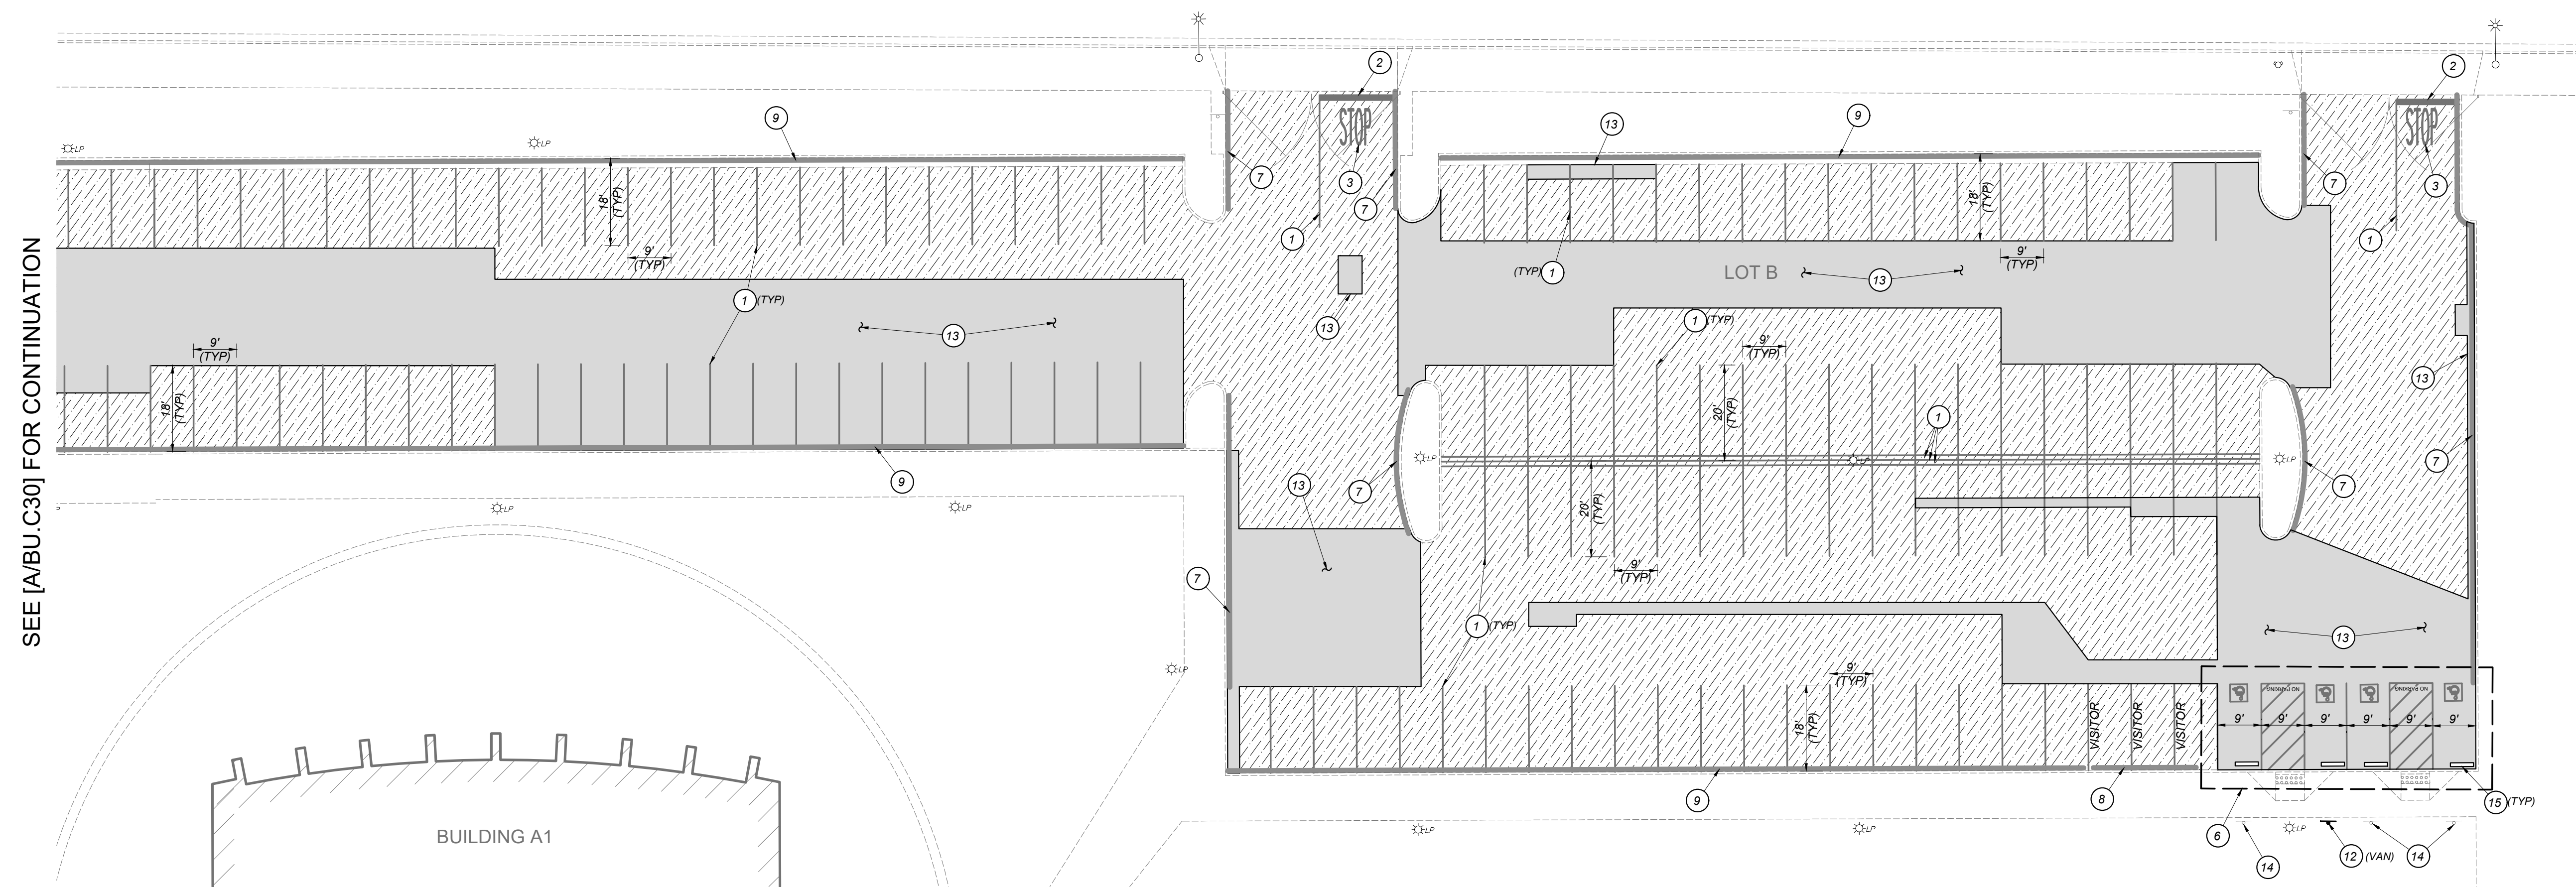 2
2
9
9
13
LP
LP
STOP
STOP
7
3
7
1
7
3
1
18'
(TYP)
9'
(TYP)
18'
(TYP)
9'
(TYP)
(TYP) 1
LOT B
13
1 (TYP)
13
13
1 (TYP)
9'
(TYP)
9'
(TYP)
18'
(TYP)
20'
(TYP)
13
1
SEE [A/BU.C30] FOR CONTINUATION
LP
LP
LP
7
9
13
7
7
20'
(TYP)
LP
LP
9'
(TYP)
7
1 (TYP)
13
LP
9'
(TYP)
18'
(TYP)
VISITOR
VISITOR
VISITOR
NO PARKING
NO PARKING
9'
9'
9'
9'
9'
9'
9
8
15 (TYP)
BUILDING A1
LP
LP
LP
6
14
12 (VAN)
14